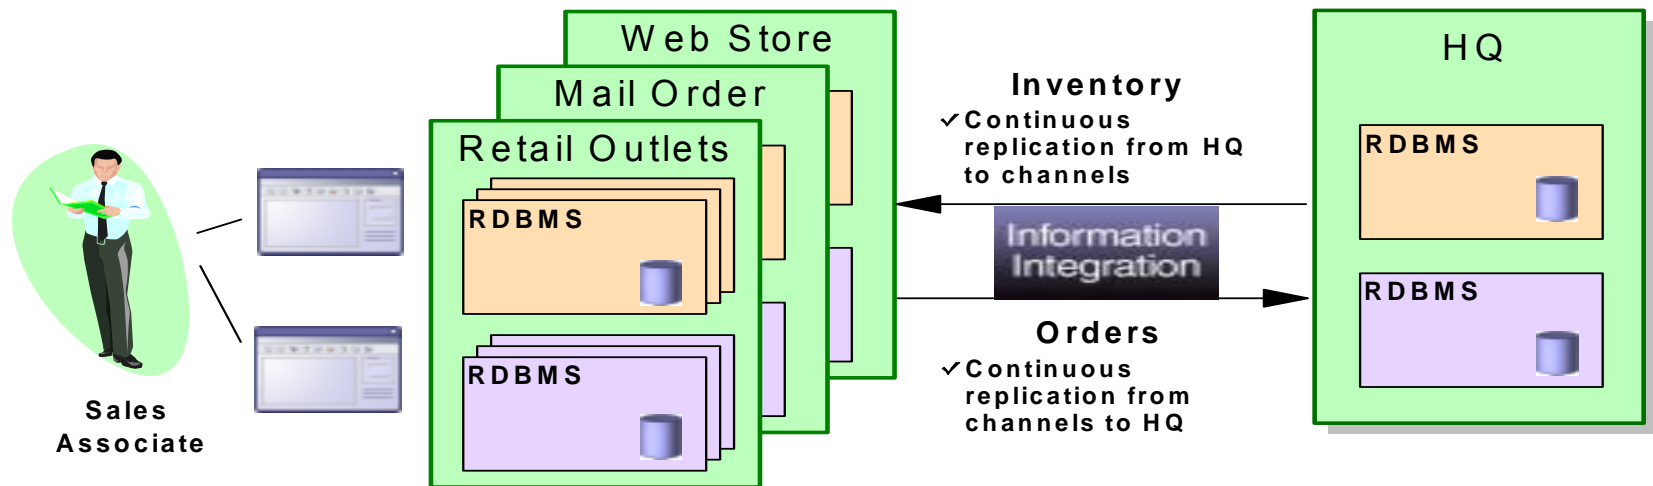 Web Store
Mail Order
Retail Outlets
RDBMS
RDBMS
Sales
Associate
Inventory
✓Continuous
replication from HQ
to channels
Information
Integration
Orders
✓Continuous
replication from
channels to HQ
HQ
RDBMS
RDBMS